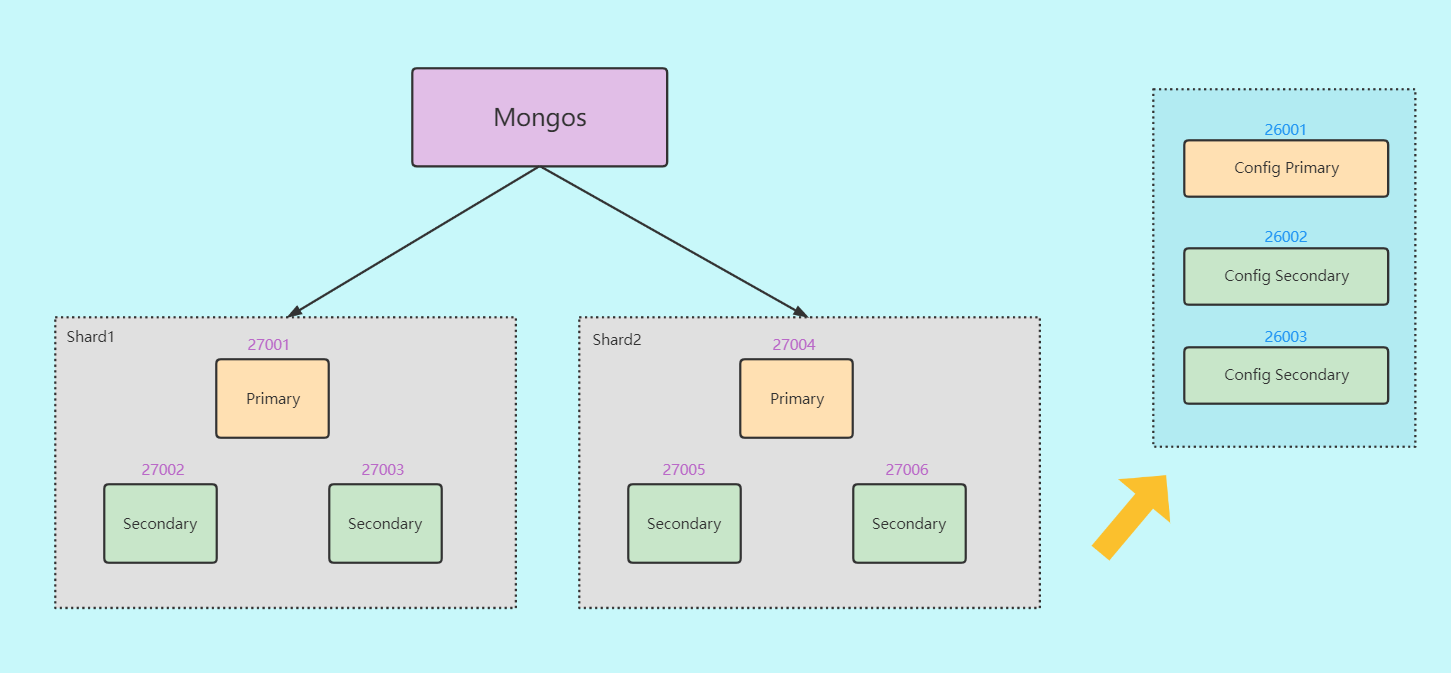 Mongos
Shard1
27001
Primary
27002
27003
Secondary
Secondary
Shard2
27004
Primary
27005
27006
Secondary
Secondary
26001
Config Primary
26002
Config Secondary
26003
Config Secondary